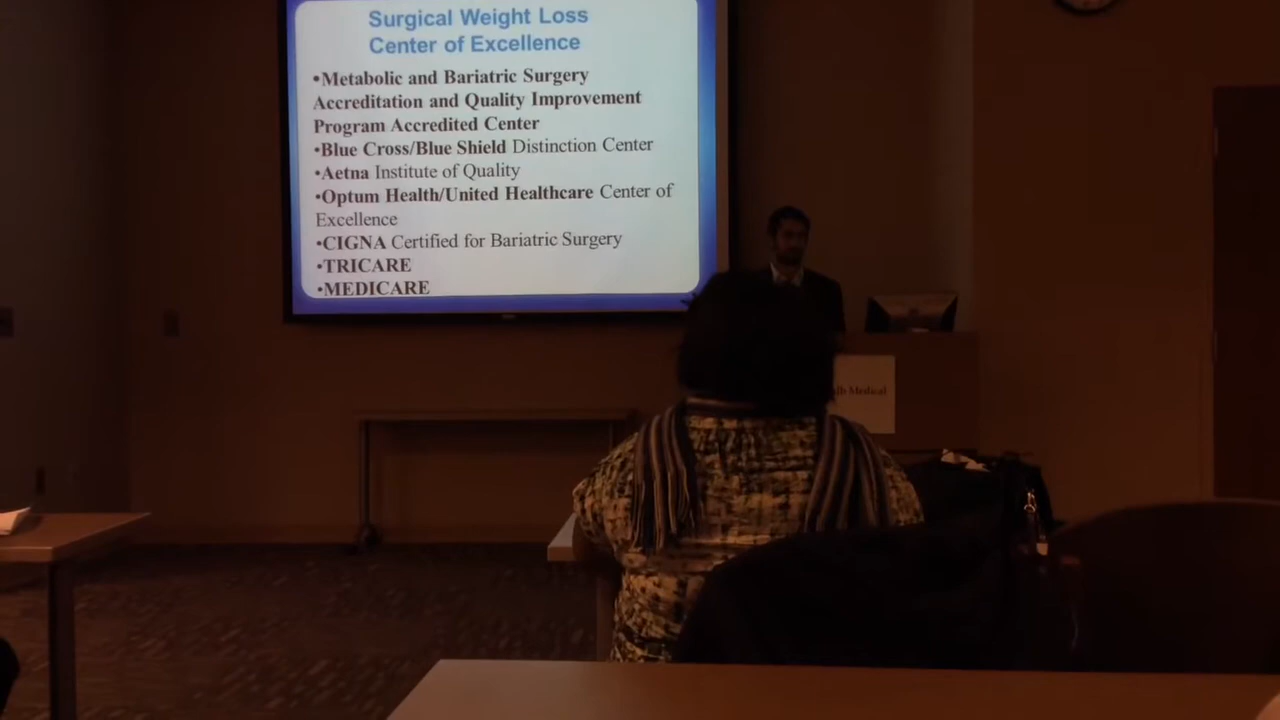 Surgical Weight Loss
Center of Excellence
•Metabolic and Bariatric Surgery
Accreditation and Quality Improvement
Program Accredited Center
•Blue Cross/Blue Shield Distinction Center
•Aetna Institute of Quality
•Optum Health/United Healthcare Center of
Excellence
•CIGNA Certified for Bariatric Surgery
•TRICARE
•MEDICARE
Medical